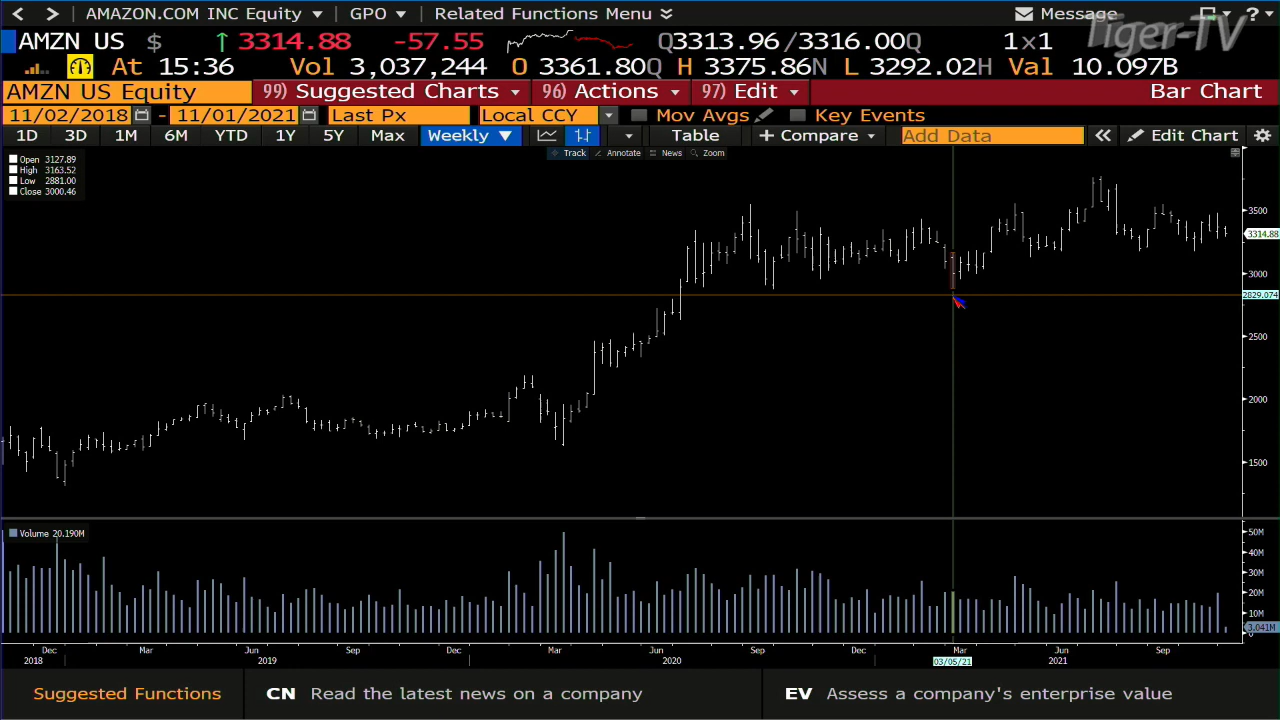 AMAZON.COM INC Equity GPO Related Functions Menu Message ?
Tiger-TV
AMZN US $ ↑ 3314.88 -57.55 Q3313.96/3316.00Q 1×1
At 15:36 Vol 3,037,244 O 3361.80Q H 3375.86N L 3292.02H Val 10.097B
AMZN US Equity 99) Suggested Charts 96) Actions 97) Edit Bar Chart
11/02/2018 - 11/01/2021 Last Px Local CCY Mov Avgs Key Events
1D 3D 1M 6M YTD 1Y 5Y Max Weekly ▼ Table + Compare Add Data « Edit Chart
Track Annotate News Zoom
Open 3127.89
High 3163.52
Low 2881.00
Close 3000.46
3500
3314.88
3000
2829.074
2500
2000
1500
Volume 20.190M
50M
40M
30M
20M
10M
3.041M
0
Dec Mar Jun Sep Dec Mar Jun Sep Dec Mar Jun Sep
2018 2019 2020 03/05/21 2021
Suggested Functions CN Read the latest news on a company EV Assess a company's enterprise value